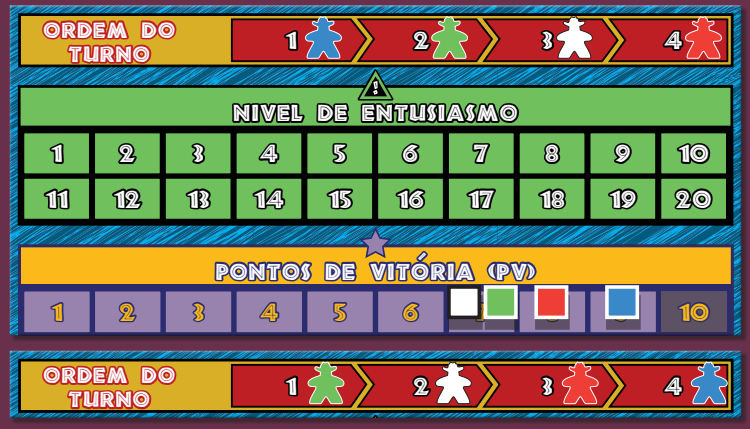 ORDEM DO
TURNO
1 2 3 4
!
NIVEL DE ENTUSIASMO
1 2 3 4 5 6 7 8 9 10
11 12 13 14 15 16 17 18 19 20
PONTOS DE VITÓRIA (PV)
1 2 3 4 5 6 10
ORDEM DO
TURNO
1 2 3 4